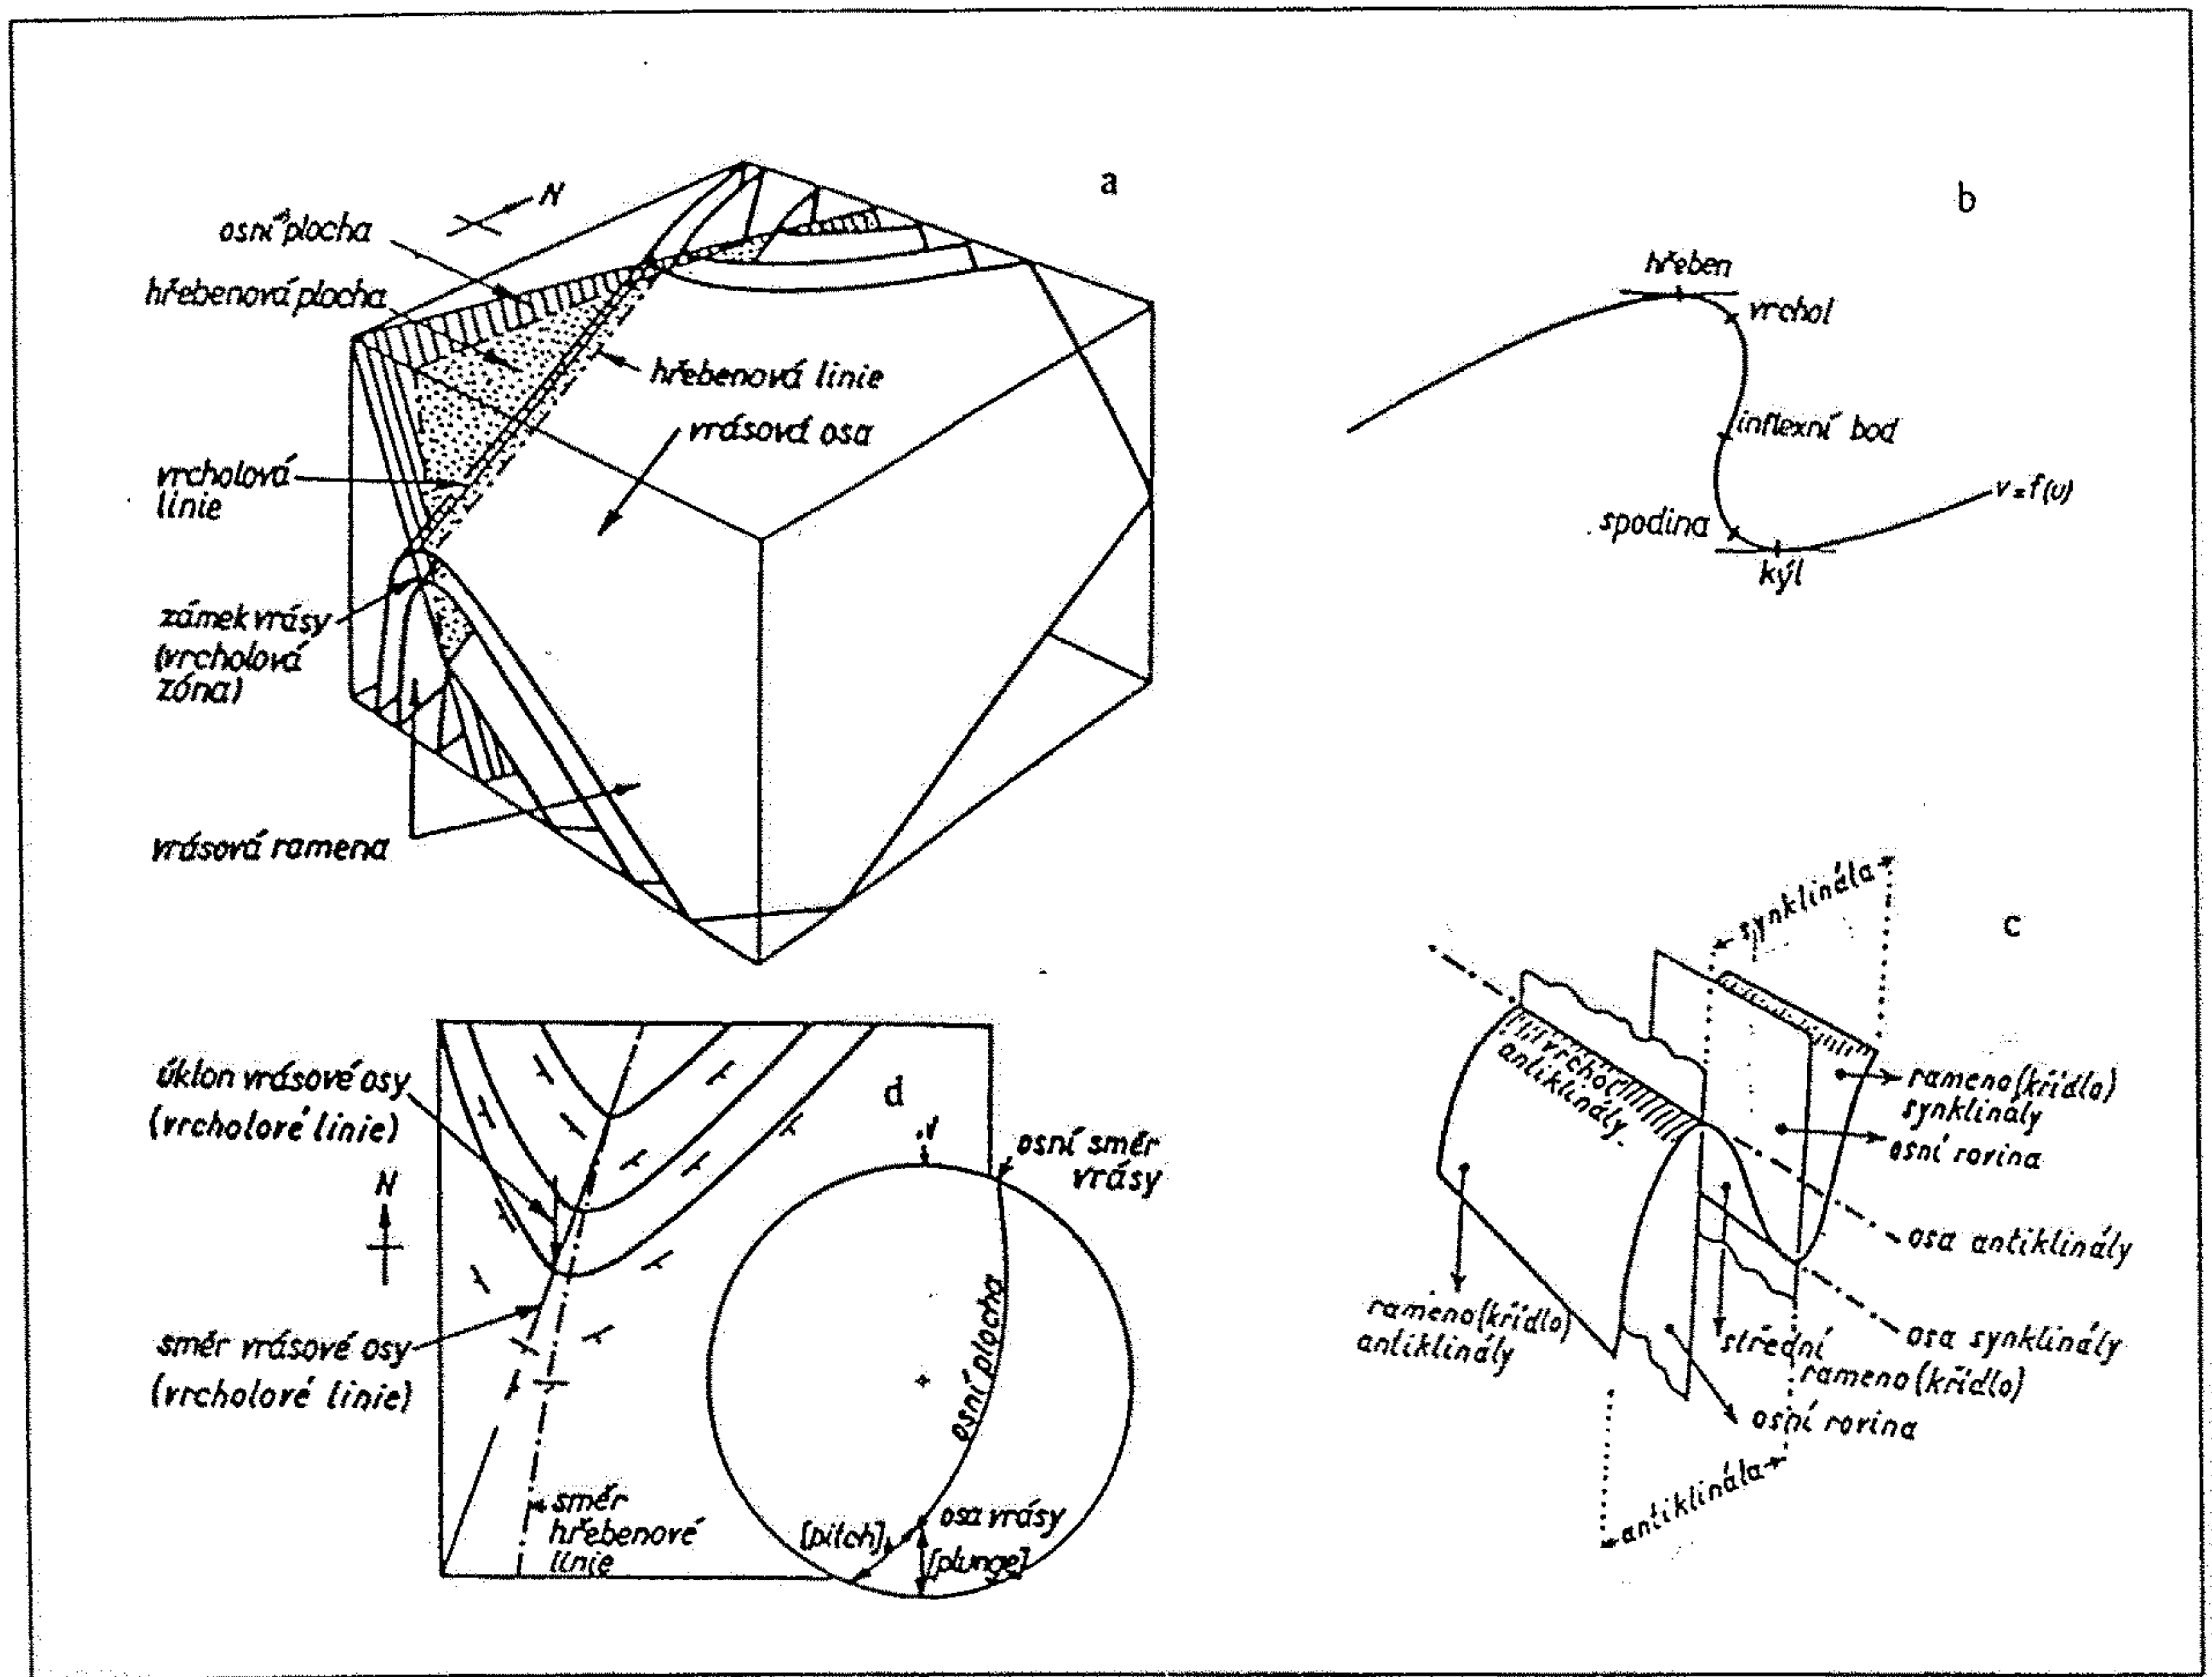 a
N
osní plocha
hřebenová plocha
hřebenová linie
vrásová osa
vrcholová
linie
zámek vrásy
(vrcholová
zóna)
vrásová ramena
b
hřeben
vrchol
inflexní bod
v=f(u)
spodina
kýl
c
synklinála
vrchol
antiklinály
rameno (křídlo)
synklinály
osní rovina
osa antiklinály
rameno (křídlo)
antiklinály
osa synklinály
střední
rameno (křídlo)
osní rovina
antiklinála
d
úklon vrásové osy
(vrcholové linie)
N
směr vrásové osy
(vrcholové linie)
směr
hřebenové
linie
osní směr
vrásy
osní plocha
osa vrásy
[pitch]
[plunge]